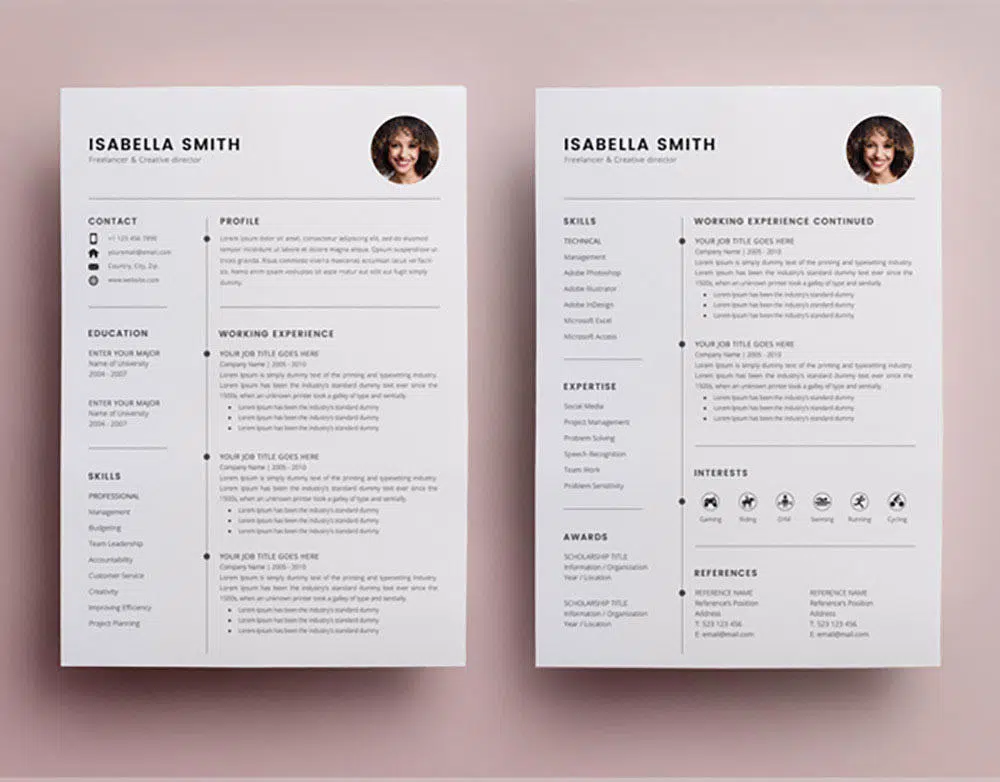 ISABELLA SMITH
Freelancer & Creative director
CONTACT
+1 123 456 7890
youremail@email.com
Country, City, Zip
www.website.com
EDUCATION
ENTER YOUR MAJOR
Name of University
2004 - 2007
ENTER YOUR MAJOR
Name of University
2004 - 2007
SKILLS
PROFESSIONAL
Management
Budgeting
Team Leadership
Accountability
Customer Service
Creativity
Improving Efficiency
Project Planning
PROFILE
Lorem ipsum dolor sit amet, consectetur adipiscing elit, sed do eiusmod
tempor incididunt ut labore et dolore magna aliqua. suspendisse
gravida. Risus commodo viverra maecenas accumsan lacus vel facili-
sis. enim ipsum aut fugit simply
dummy.
WORKING EXPERIENCE
YOUR JOB TITLE GOES HERE
Company Name | 2005 - 2010
Lorem Ipsum is simply dummy text of the printing and typesetting industry.
Lorem Ipsum has been the industry's standard dummy text ever since the
1500s, when an unknown printer took a galley of type and
Lorem Ipsum has been the industry's standard dummy
Lorem Ipsum has been the industry's standard dummy
Lorem Ipsum has been the industry's standard dummy
YOUR JOB TITLE GOES HERE
Company Name | 2005 - 2010
Lorem Ipsum is simply dummy text of the printing and typesetting industry.
Lorem Ipsum has been the industry's standard dummy text ever since the
1500s, when an unknown printer took a galley of type and
Lorem Ipsum has been the industry's standard dummy
Lorem Ipsum has been the industry's standard dummy
Lorem Ipsum has been the industry's standard dummy
YOUR JOB TITLE GOES HERE
Company Name | 2005 - 2010
Lorem Ipsum is simply dummy text of the printing and typesetting industry.
Lorem Ipsum has been the industry's standard dummy text ever since the
1500s, when an unknown printer took a galley of type and
Lorem Ipsum has been the industry's standard dummy
Lorem Ipsum has been the industry's standard dummy
Lorem Ipsum has been the industry's standard dummy
ISABELLA SMITH
Freelancer & Creative director
SKILLS
TECHNICAL
Management
Adobe Photoshop
Adobe Illustrator
Adobe InDesign
Microsoft Excel
Microsoft Access
EXPERTISE
Social Media
Project Management
Problem Solving
Speech Recognition
Team Work
Problem Sensitivity
AWARDS
SCHOLARSHIP TITLE
Information / Organization
Year / Location
SCHOLARSHIP TITLE
Information / Organization
Year / Location
WORKING EXPERIENCE CONTINUED
YOUR JOB TITLE GOES HERE
Company Name | 2005 - 2010
Lorem Ipsum is simply dummy text of the printing and typesetting industry.
Lorem Ipsum has been the industry's standard dummy text ever since the
1500s, when an unknown printer took a galley of type and
Lorem Ipsum has been the industry's standard dummy
Lorem Ipsum has been the industry's standard dummy
Lorem Ipsum has been the industry's standard dummy
YOUR JOB TITLE GOES HERE
Company Name | 2005 - 2010
Lorem Ipsum is simply dummy text of the printing and typesetting industry.
Lorem Ipsum has been the industry's standard dummy text ever since the
1500s, when an unknown printer took a galley of type and
Lorem Ipsum has been the industry's standard dummy
Lorem Ipsum has been the industry's standard dummy
Lorem Ipsum has been the industry's standard dummy
INTERESTS
Gaming Riding GYM Running Cycling
REFERENCES
REFERENCE NAME
Reference's Position
Address
T: 523 123 456
E: email@mail.com
REFERENCE NAME
Reference's Position
Address
T: 523 123 456
E: email@mail.com